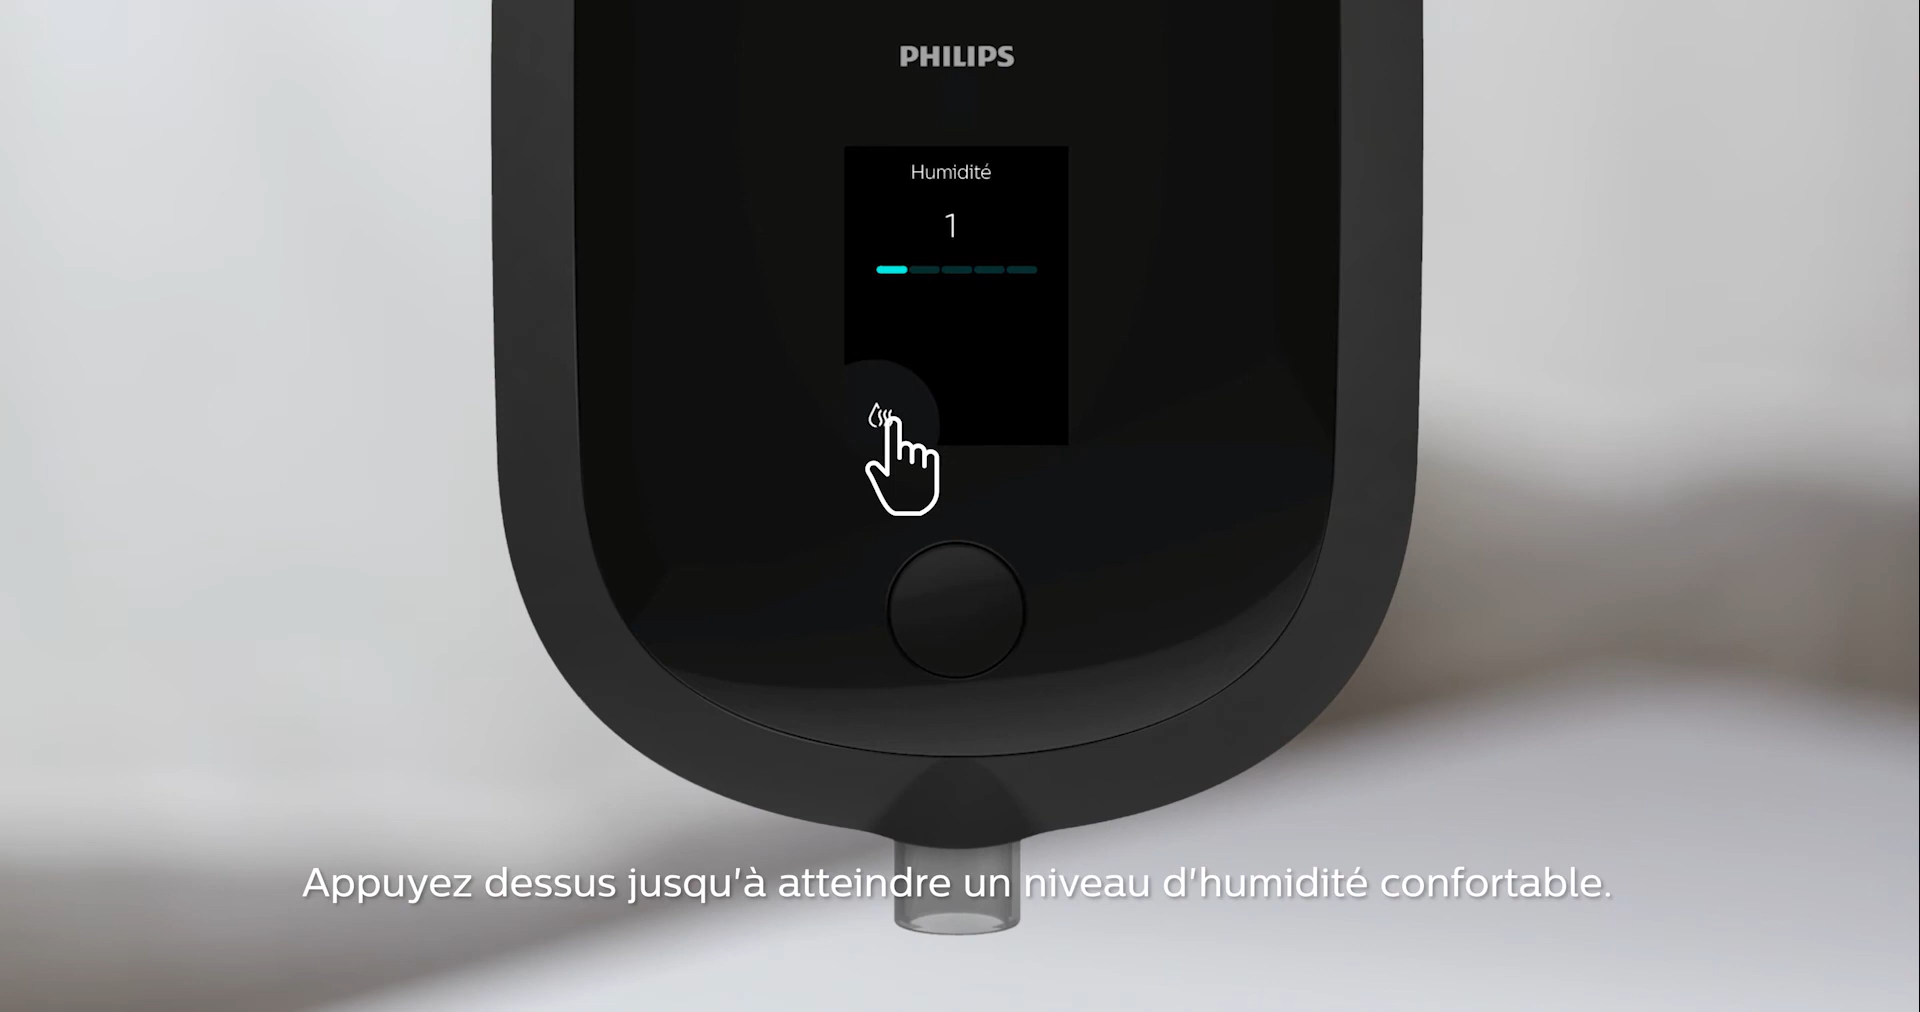 PHILIPS
Humidité
1
Appuyez dessus jusqu'à atteindre un niveau d'humidité confortable.